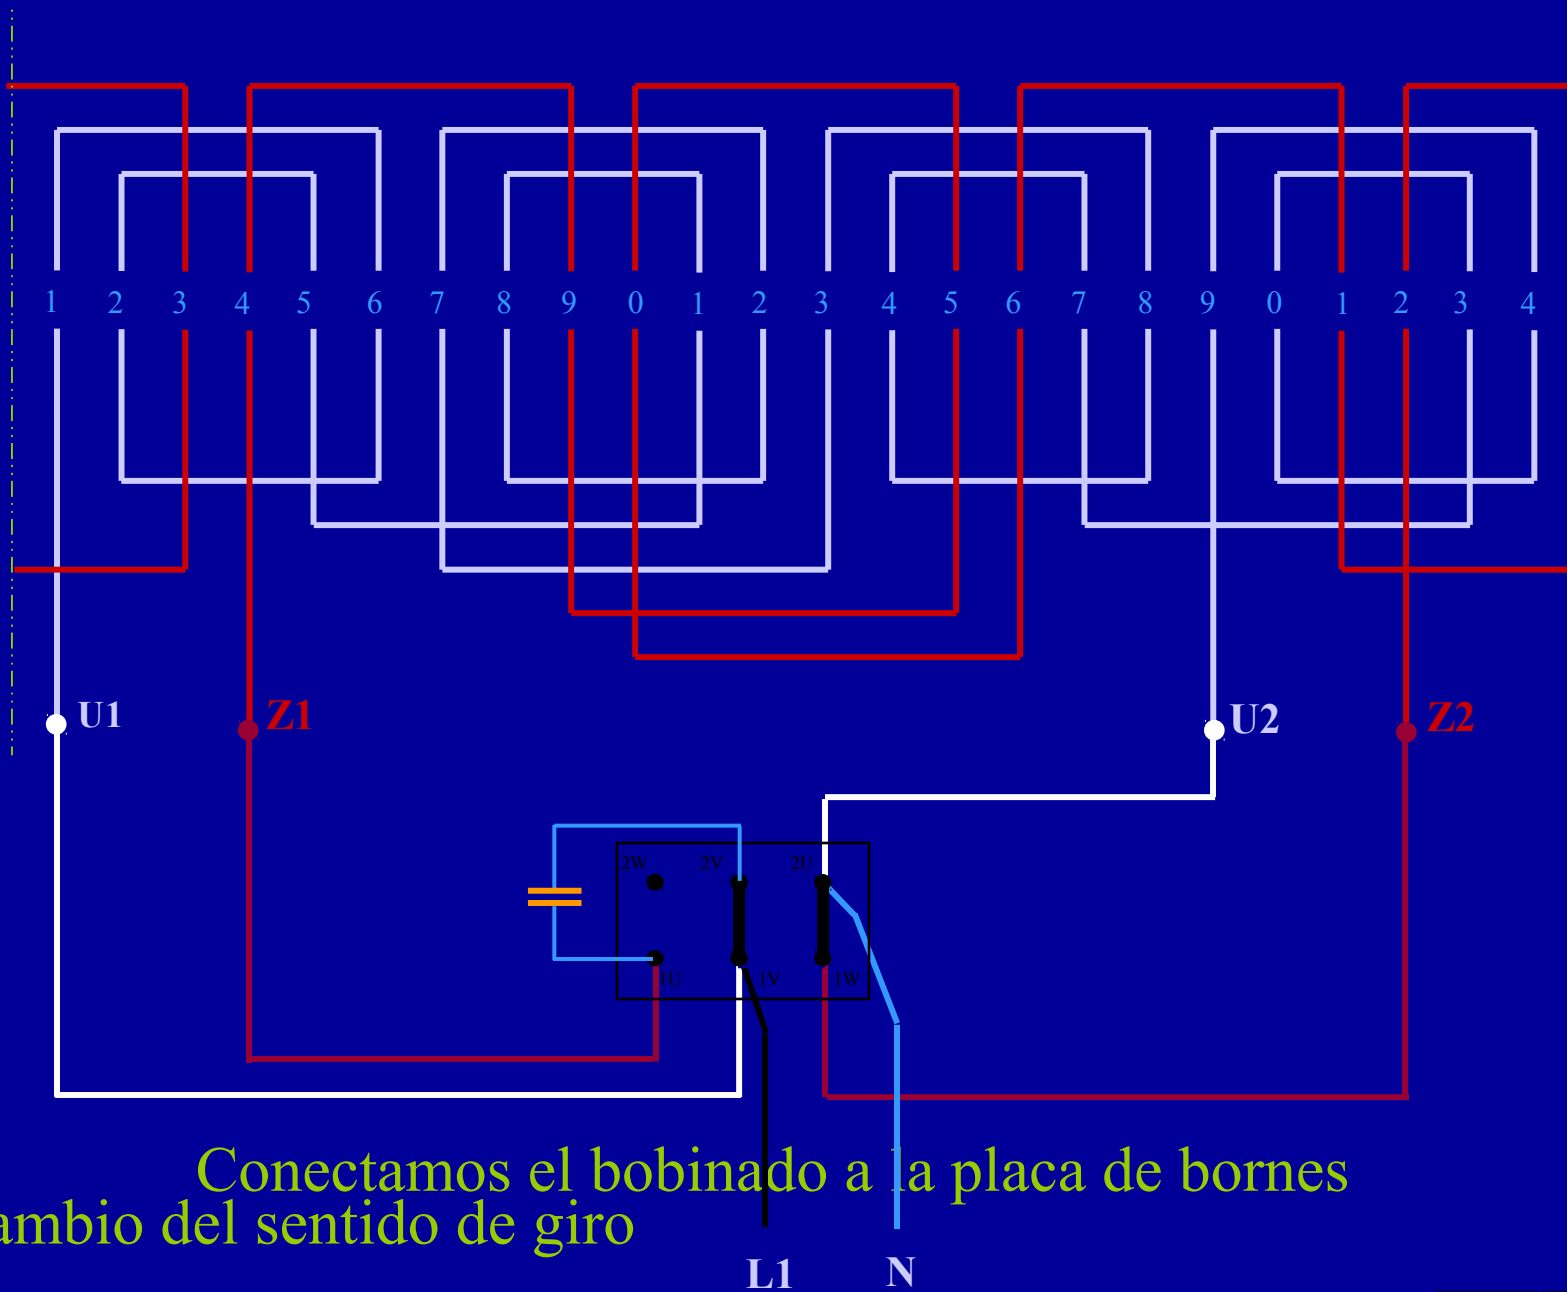 1 2 3 4 5 6 7 8 9 0 1 2 3 4 5 6 7 8 9 0 1 2 3 4
U1 Z1 U2 Z2
2W 2V 2U
1U 1V 1W
Conectamos el bobinado a la placa de bornes
ambio del sentido de giro
L1 N